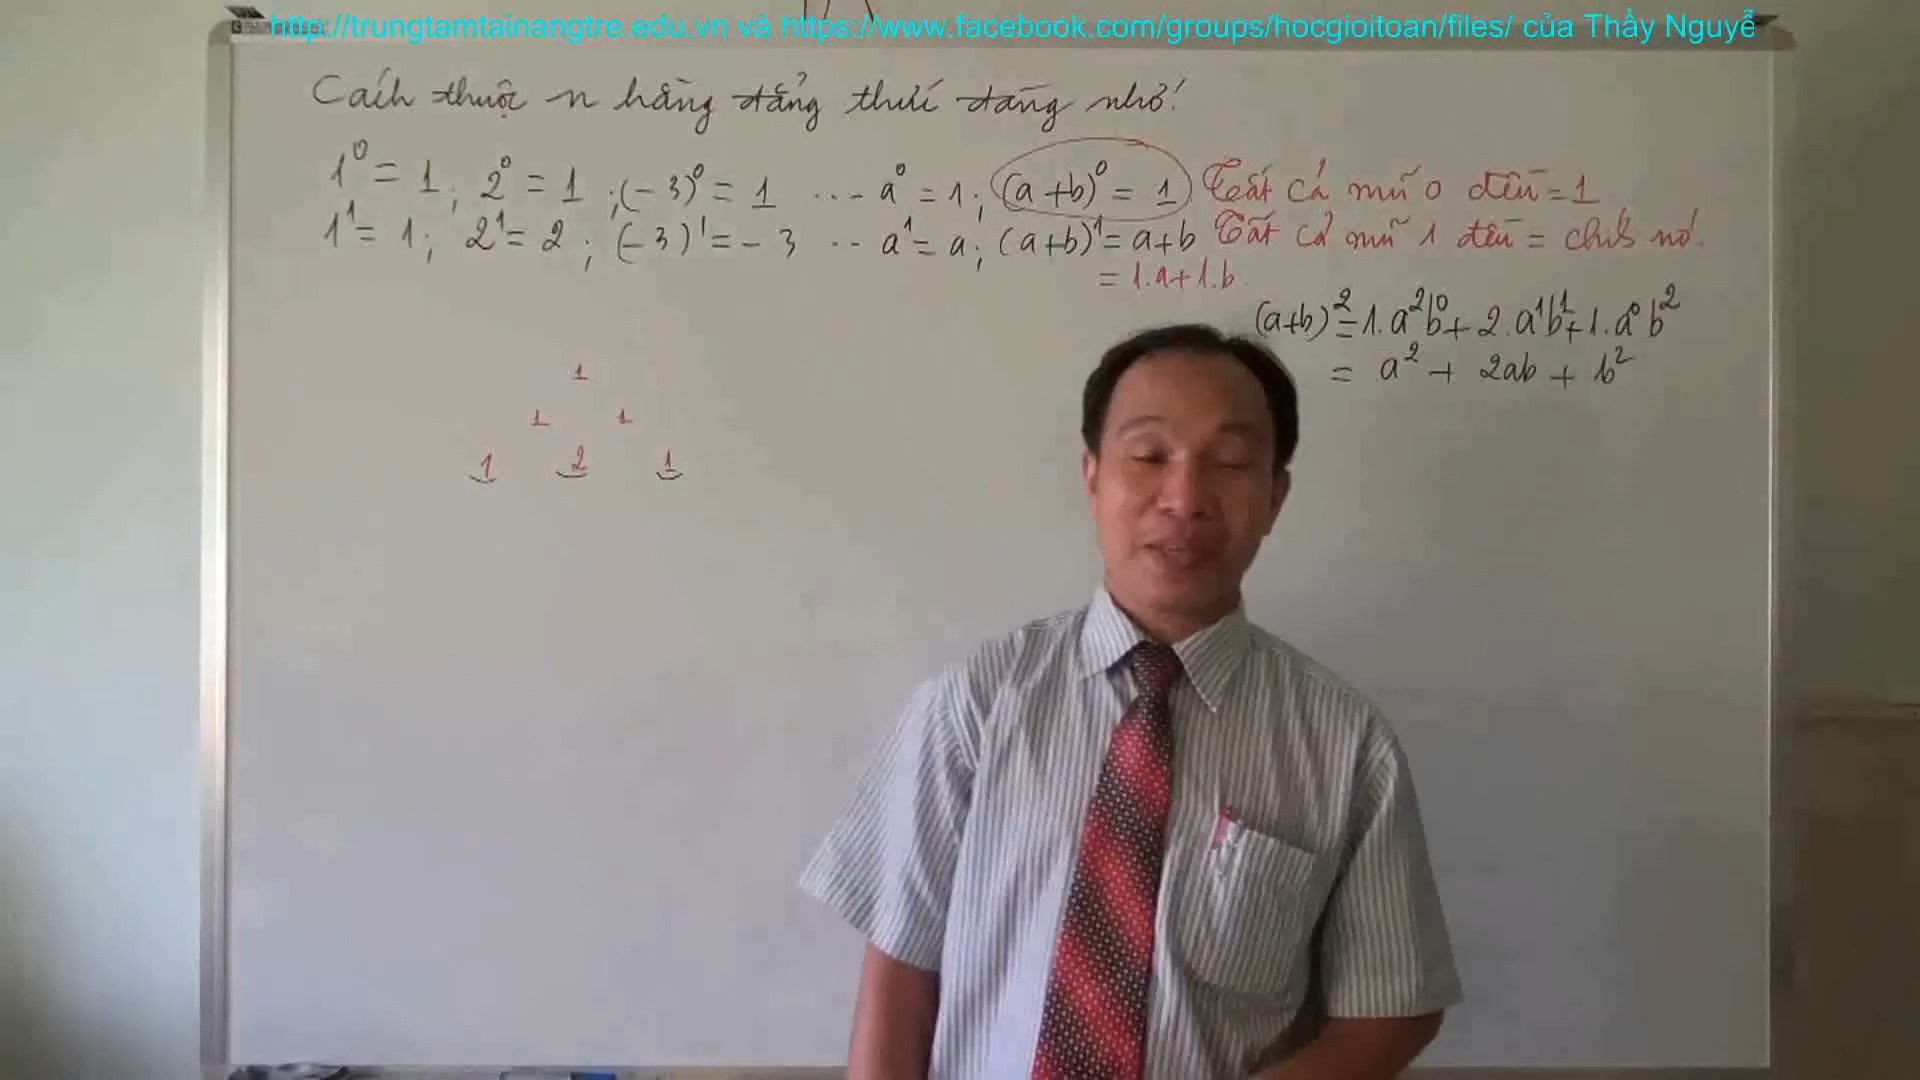 http://trungtamtainangtre.edu.vn và https://www.facebook.com/groups/hocgioitoan/files/ của Thầy Nguyễ
Cách thuộc n hằng đẳng thức đáng nhớ!
1⁰ = 1 ; 2⁰ = 1 ; (-3)⁰ = 1 ... a⁰ = 1 ; (a+b)⁰ = 1 Tất cả mũ 0 đều = 1
1¹ = 1 ; 2¹ = 2 ; (-3)¹ = -3 ... a¹ = a ; (a+b)¹ = a+b Tất cả mũ 1 đều = chính nó.
= 1.a + 1.b
(a+b)² = 1.a²b⁰ + 2.a¹b¹ + 1.a⁰b²
= a² + 2ab + b²
1
1 1
1 2 1